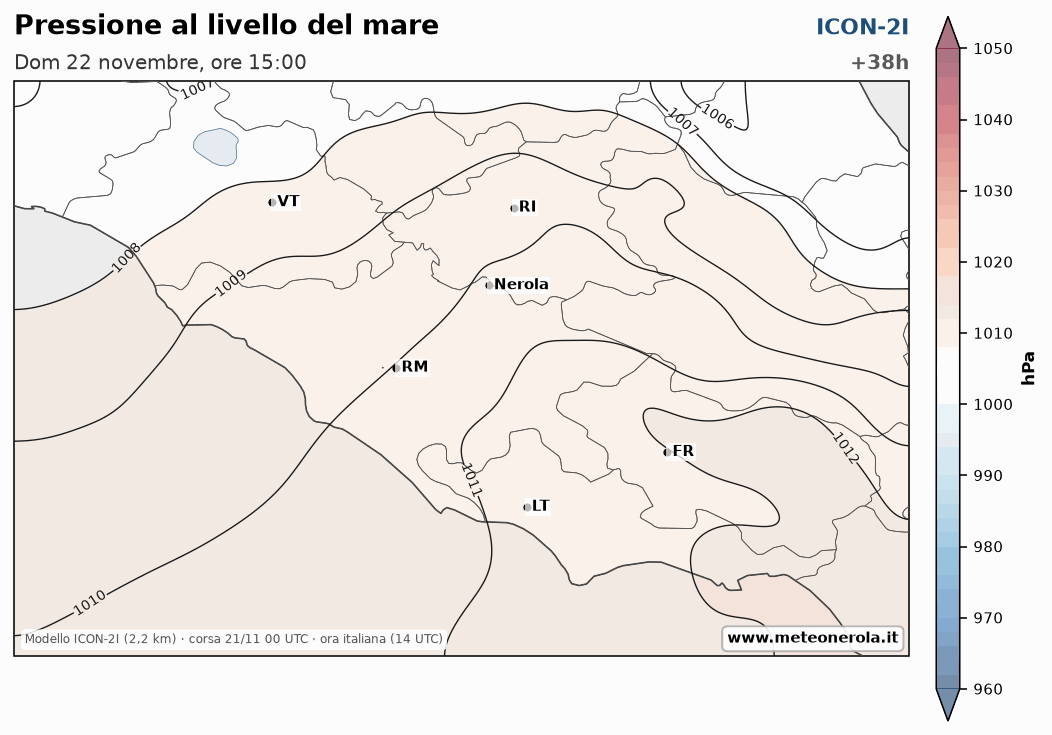 Pressione al livello del mare
ICON-2I
Dom 22 novembre, ore 15:00
+38h
1007
1006
1007
VT
RI
1008
1009
Nerola
RM
1012
FR
1011
LT
1010
Modello ICON-2I (2,2 km) · corsa 21/11 00 UTC · ora italiana (14 UTC)
www.meteonerola.it
1050
1040
1030
1020
1010
1000
990
980
970
960
hPa